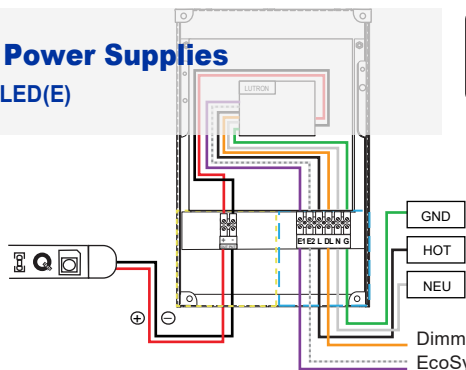 Power Supplies
LED(E)
LUTRON
E1 E2 L DL N G
+ -
GND
HOT
NEU
⊕ ⊖
Dimm
EcoSy